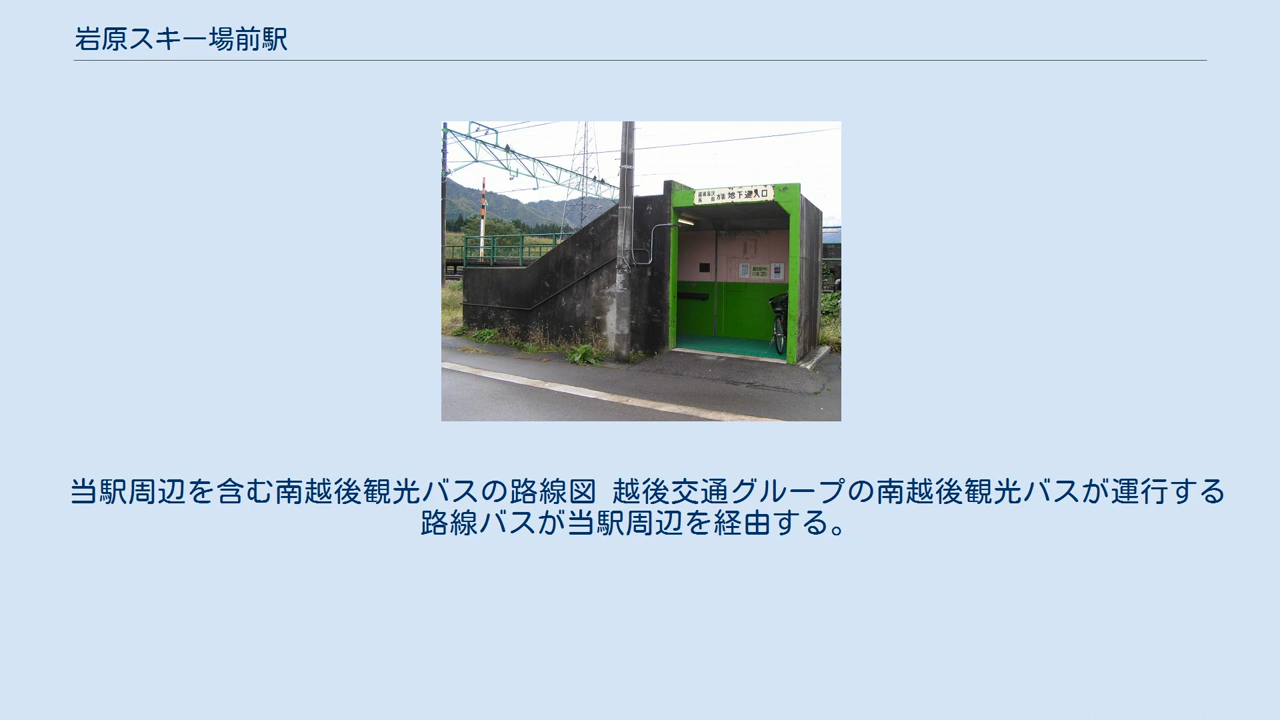 岩原スキー場前駅
地下道入口
当駅周辺を含む南越後観光バスの路線図 越後交通グループの南越後観光バスが運行する
路線バスが当駅周辺を経由する。